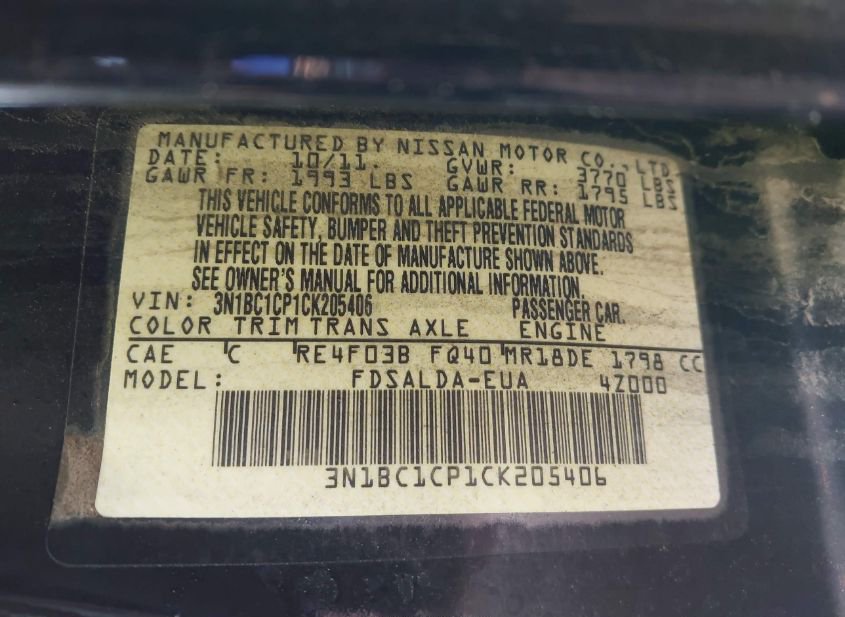 MANUFACTURED BY NISSAN MOTOR CO., LTD.
DATE: 10/11. GVWR: 3770 LBS
GAWR FR: 1993 LBS GAWR RR: 1795 LBS
THIS VEHICLE CONFORMS TO ALL APPLICABLE FEDERAL MOTOR
VEHICLE SAFETY, BUMPER AND THEFT PREVENTION STANDARDS
IN EFFECT ON THE DATE OF MANUFACTURE SHOWN ABOVE.
SEE OWNER'S MANUAL FOR ADDITIONAL INFORMATION.
VIN: 3N1BC1CP1CK205406 PASSENGER CAR.
COLOR TRIM TRANS AXLE ENGINE
CAE C RE4F03B FQ40 MR18DE 1798 CC
MODEL: FDSALDA-EUA 4Z000
3N1BC1CP1CK205406